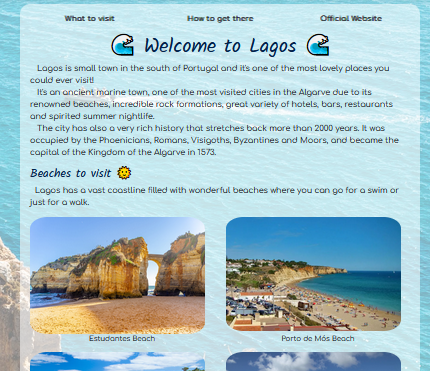 What to visit How to get there Official Website
Welcome to Lagos
Lagos is small town in the south of Portugal and it's one of the most lovely places you
could ever visit!
It's an ancient marine town, one of the most visited cities in the Algarve due to its
renowned beaches, incredible rock formations, great variety of hotels, bars, restaurants
and spirited summer nightlife.
The city has also a very rich history that stretches back more than 2000 years. It was
occupied by the Phoenicians, Romans, Visigoths, Byzantines and Moors, and became the
capital of the Kingdom of the Algarve in 1573.
Beaches to visit
Lagos has a vast coastline filled with wonderful beaches where you can go for a swim or
just for a walk.
Estudantes Beach Porto de Mós Beach